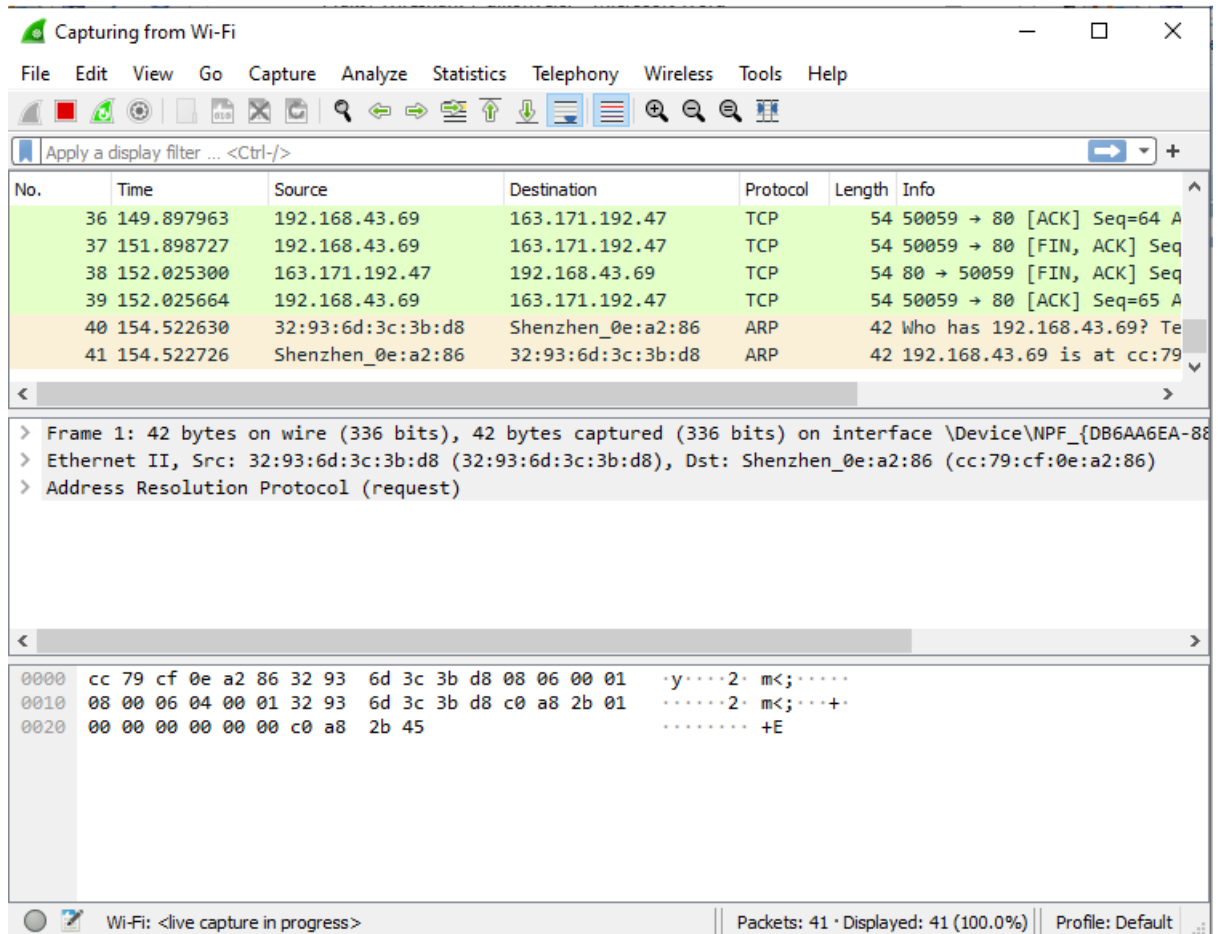 Capturing from Wi-Fi
File Edit View Go Capture Analyze Statistics Telephony Wireless Tools Help
Apply a display filter ... <Ctrl-/>
No. Time Source Destination Protocol Length Info
36 149.897963 192.168.43.69 163.171.192.47 TCP 54 50059 → 80 [ACK] Seq=64 A
37 151.898727 192.168.43.69 163.171.192.47 TCP 54 50059 → 80 [FIN, ACK] Seq
38 152.025300 163.171.192.47 192.168.43.69 TCP 54 80 → 50059 [FIN, ACK] Seq
39 152.025664 192.168.43.69 163.171.192.47 TCP 54 50059 → 80 [ACK] Seq=65 A
40 154.522630 32:93:6d:3c:3b:d8 Shenzhen_0e:a2:86 ARP 42 Who has 192.168.43.69? Te
41 154.522726 Shenzhen_0e:a2:86 32:93:6d:3c:3b:d8 ARP 42 192.168.43.69 is at cc:79
> Frame 1: 42 bytes on wire (336 bits), 42 bytes captured (336 bits) on interface \Device\NPF_{DB6AA6EA-88
> Ethernet II, Src: 32:93:6d:3c:3b:d8 (32:93:6d:3c:3b:d8), Dst: Shenzhen_0e:a2:86 (cc:79:cf:0e:a2:86)
> Address Resolution Protocol (request)
0000 cc 79 cf 0e a2 86 32 93 6d 3c 3b d8 08 06 00 01 ·y····2· m<;·····
0010 08 00 06 04 00 01 32 93 6d 3c 3b d8 c0 a8 2b 01 ······2· m<;···+·
0020 00 00 00 00 00 00 c0 a8 2b 45 ········ +E
Wi-Fi: <live capture in progress> Packets: 41 · Displayed: 41 (100.0%) Profile: Default